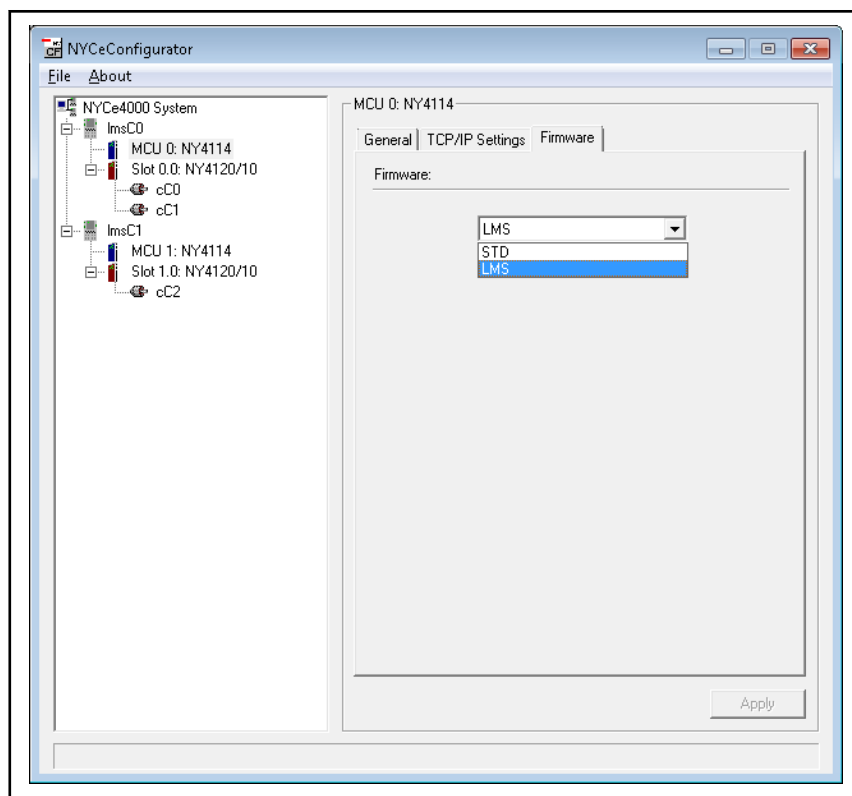 NYCeConfigurator
File About
NYCe4000 System
lmsC0
MCU 0: NY4114
Slot 0.0: NY4120/10
cC0
cC1
lmsC1
MCU 1: NY4114
Slot 1.0: NY4120/10
cC2
MCU 0: NY4114
General TCP/IP Settings Firmware
Firmware:
LMS
STD
LMS
Apply